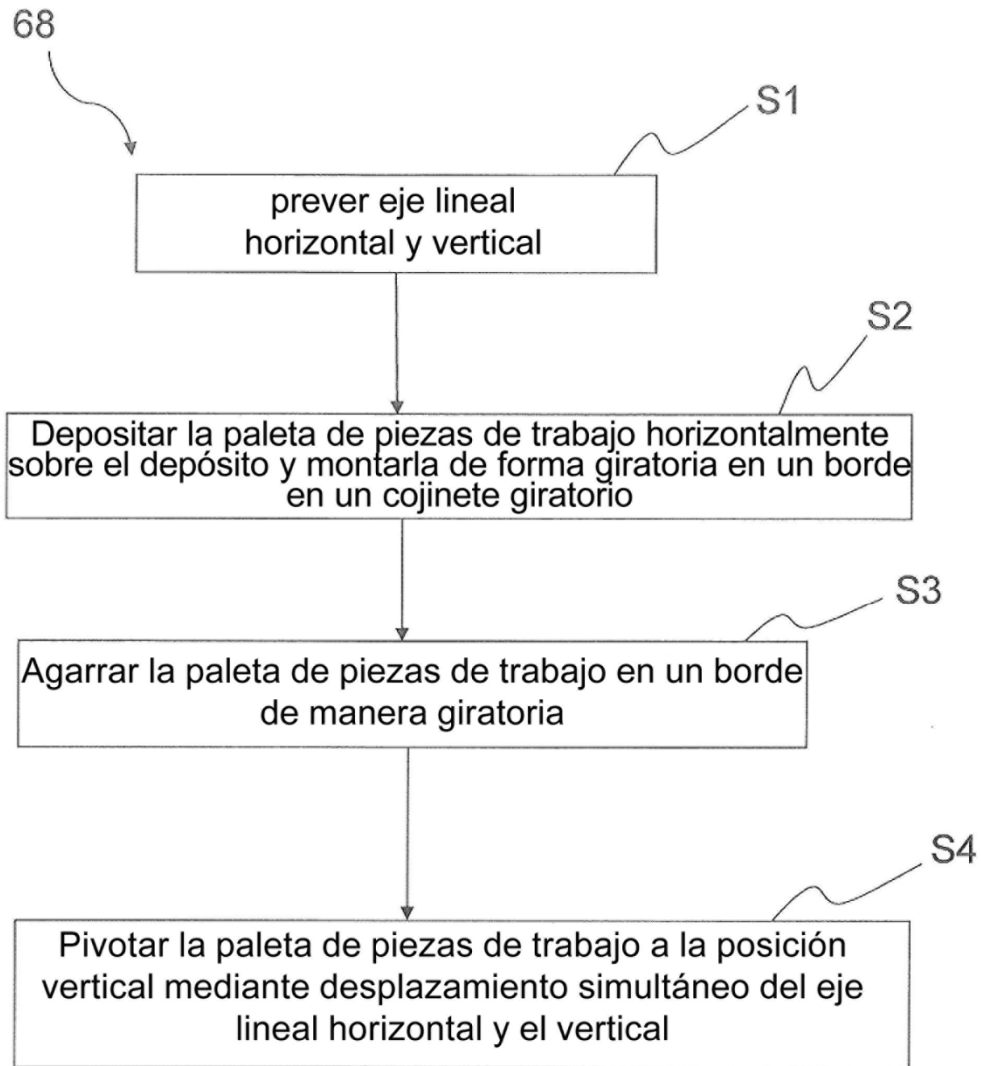 68
S1
prever eje lineal
horizontal y vertical
S2
Depositar la paleta de piezas de trabajo horizontalmente
sobre el depósito y montarla de forma giratoria en un borde
en un cojinete giratorio
S3
Agarrar la paleta de piezas de trabajo en un borde
de manera giratoria
S4
Pivotar la paleta de piezas de trabajo a la posición
vertical mediante desplazamiento simultáneo del eje
lineal horizontal y el vertical